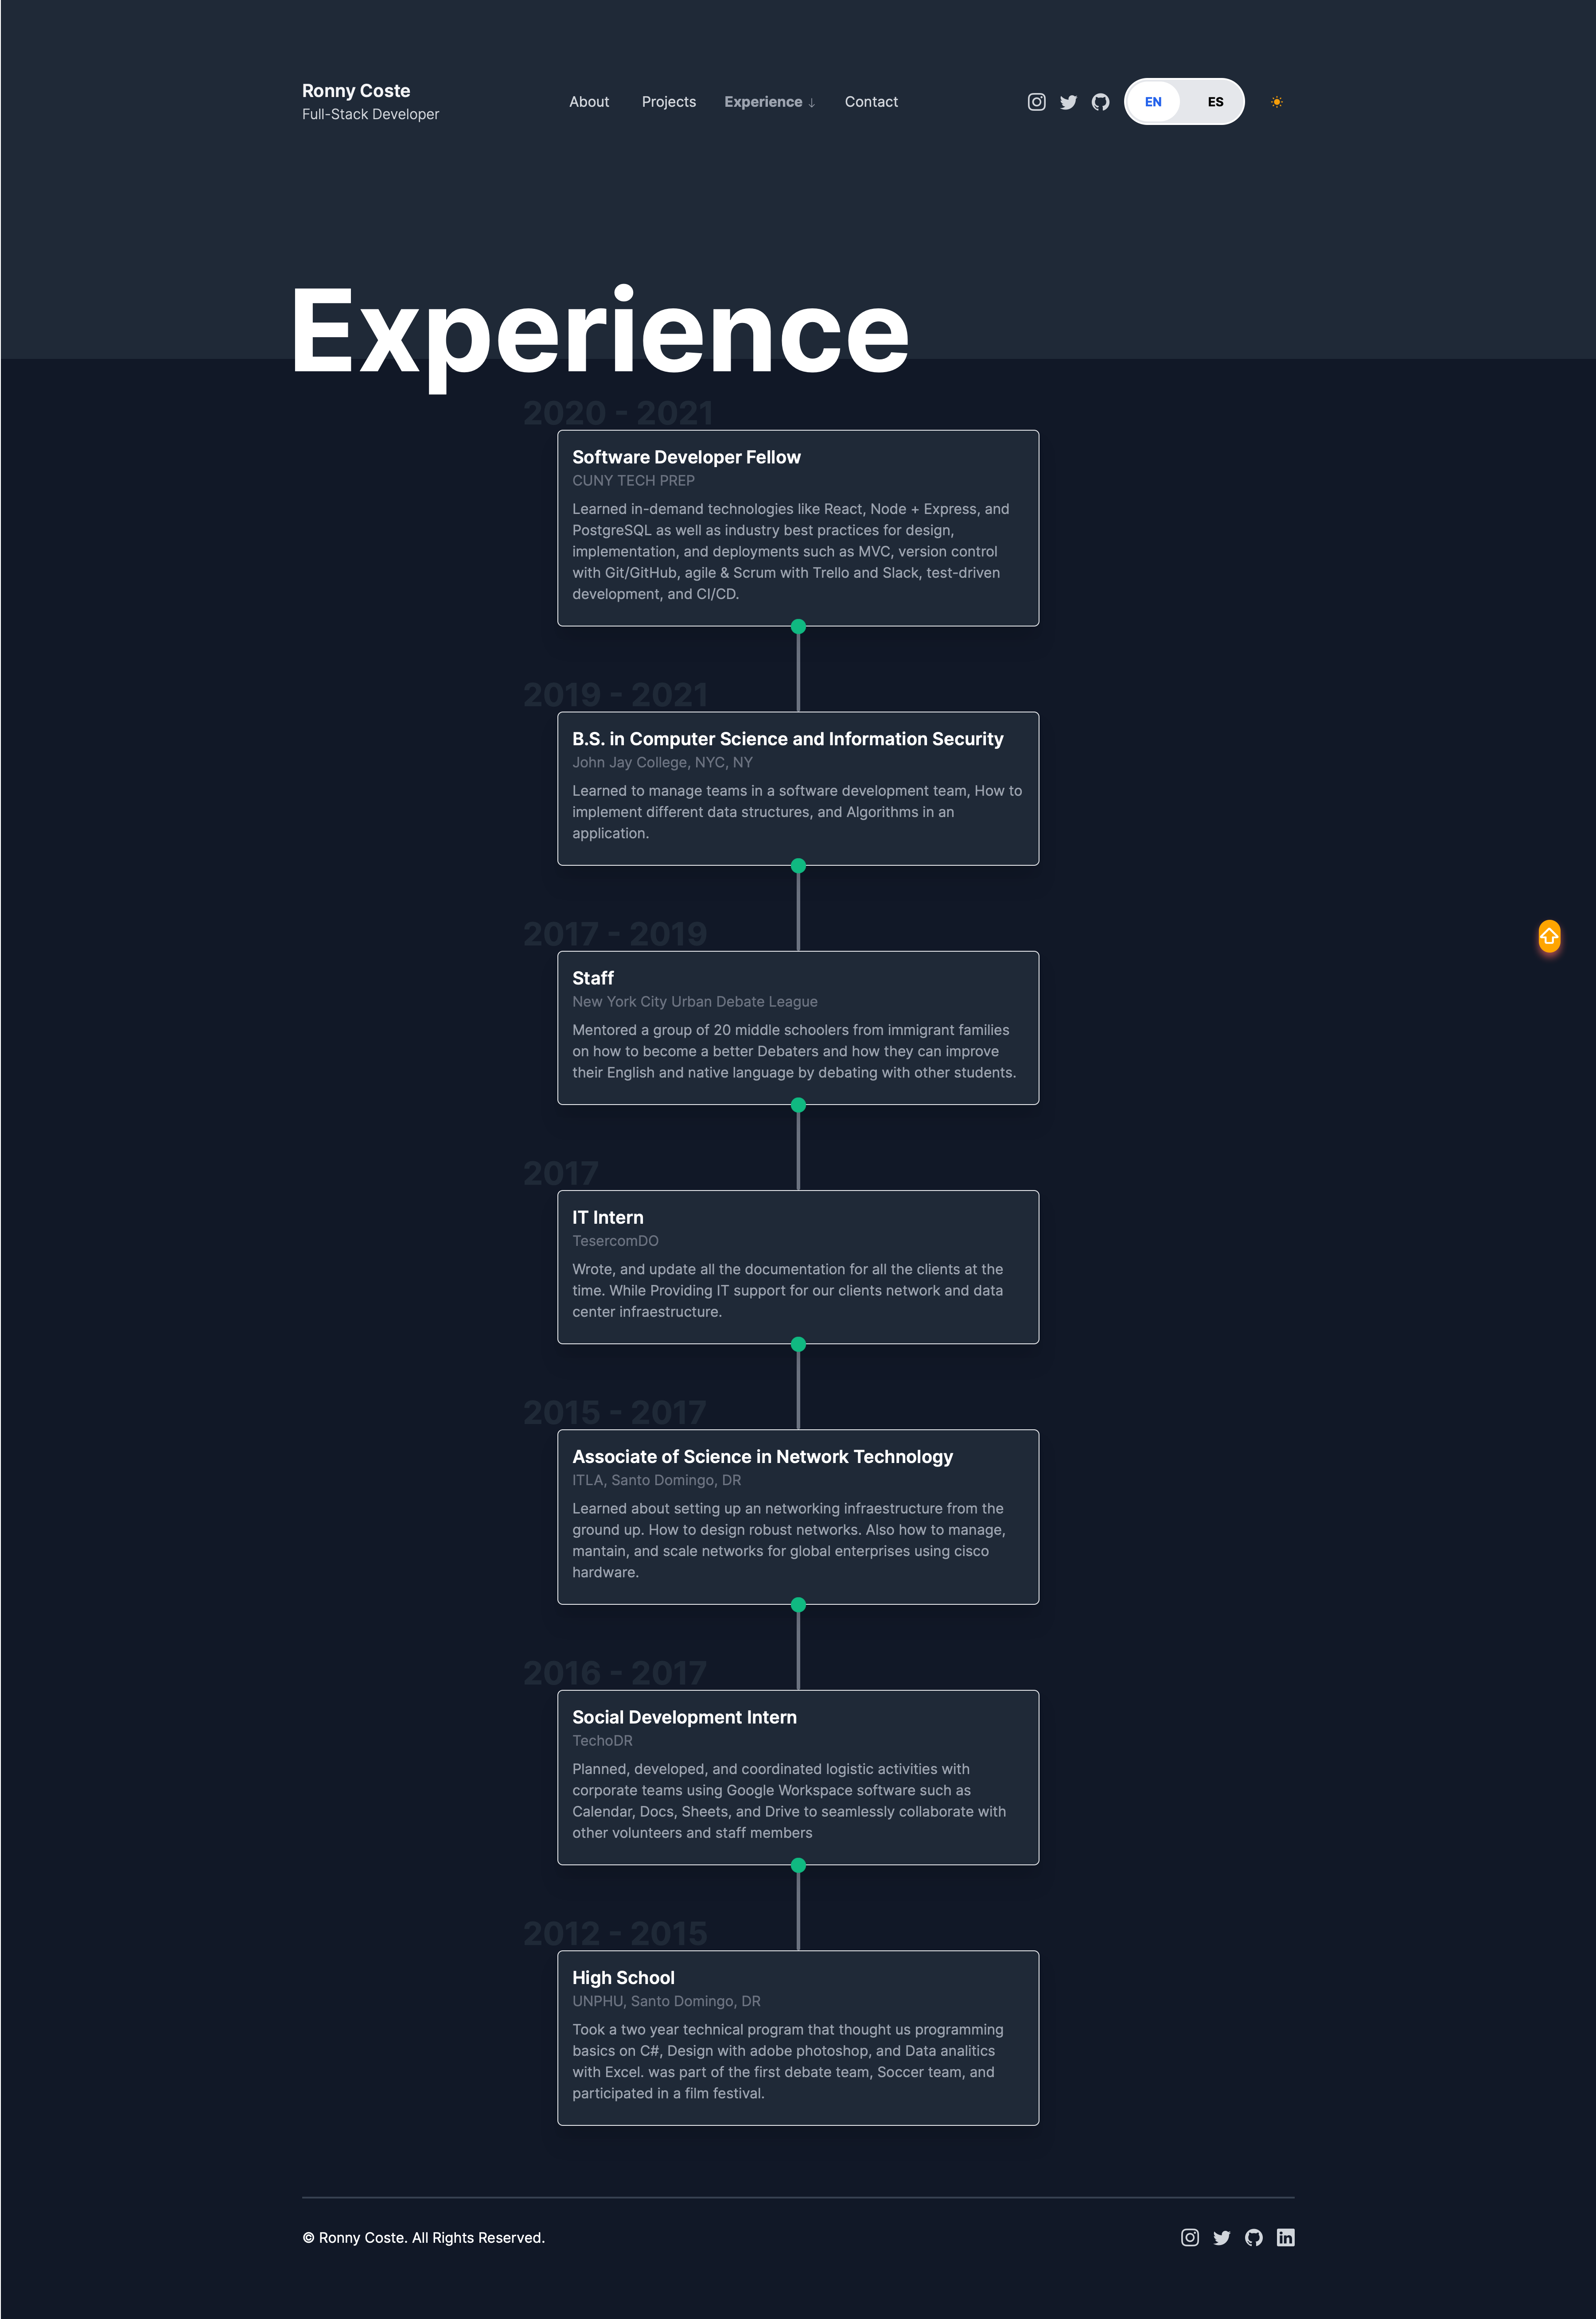 Ronny Coste
Full-Stack Developer
About Projects Experience ↓ Contact
EN ES
Experience
2020 - 2021
Software Developer Fellow
CUNY TECH PREP
Learned in-demand technologies like React, Node + Express, and
PostgreSQL as well as industry best practices for design,
implementation, and deployments such as MVC, version control
with Git/GitHub, agile & Scrum with Trello and Slack, test-driven
development, and CI/CD.
2019 - 2021
B.S. in Computer Science and Information Security
John Jay College, NYC, NY
Learned to manage teams in a software development team, How to
implement different data structures, and Algorithms in an
application.
2017 - 2019
Staff
New York City Urban Debate League
Mentored a group of 20 middle schoolers from immigrant families
on how to become a better Debaters and how they can improve
their English and native language by debating with other students.
2017
IT Intern
TesercomDO
Wrote, and update all the documentation for all the clients at the
time. While Providing IT support for our clients network and data
center infraestructure.
2015 - 2017
Associate of Science in Network Technology
ITLA, Santo Domingo, DR
Learned about setting up an networking infraestructure from the
ground up. How to design robust networks. Also how to manage,
mantain, and scale networks for global enterprises using cisco
hardware.
2016 - 2017
Social Development Intern
TechoDR
Planned, developed, and coordinated logistic activities with
corporate teams using Google Workspace software such as
Calendar, Docs, Sheets, and Drive to seamlessly collaborate with
other volunteers and staff members
2012 - 2015
High School
UNPHU, Santo Domingo, DR
Took a two year technical program that thought us programming
basics on C#, Design with adobe photoshop, and Data analitics
with Excel. was part of the first debate team, Soccer team, and
participated in a film festival.
© Ronny Coste. All Rights Reserved.